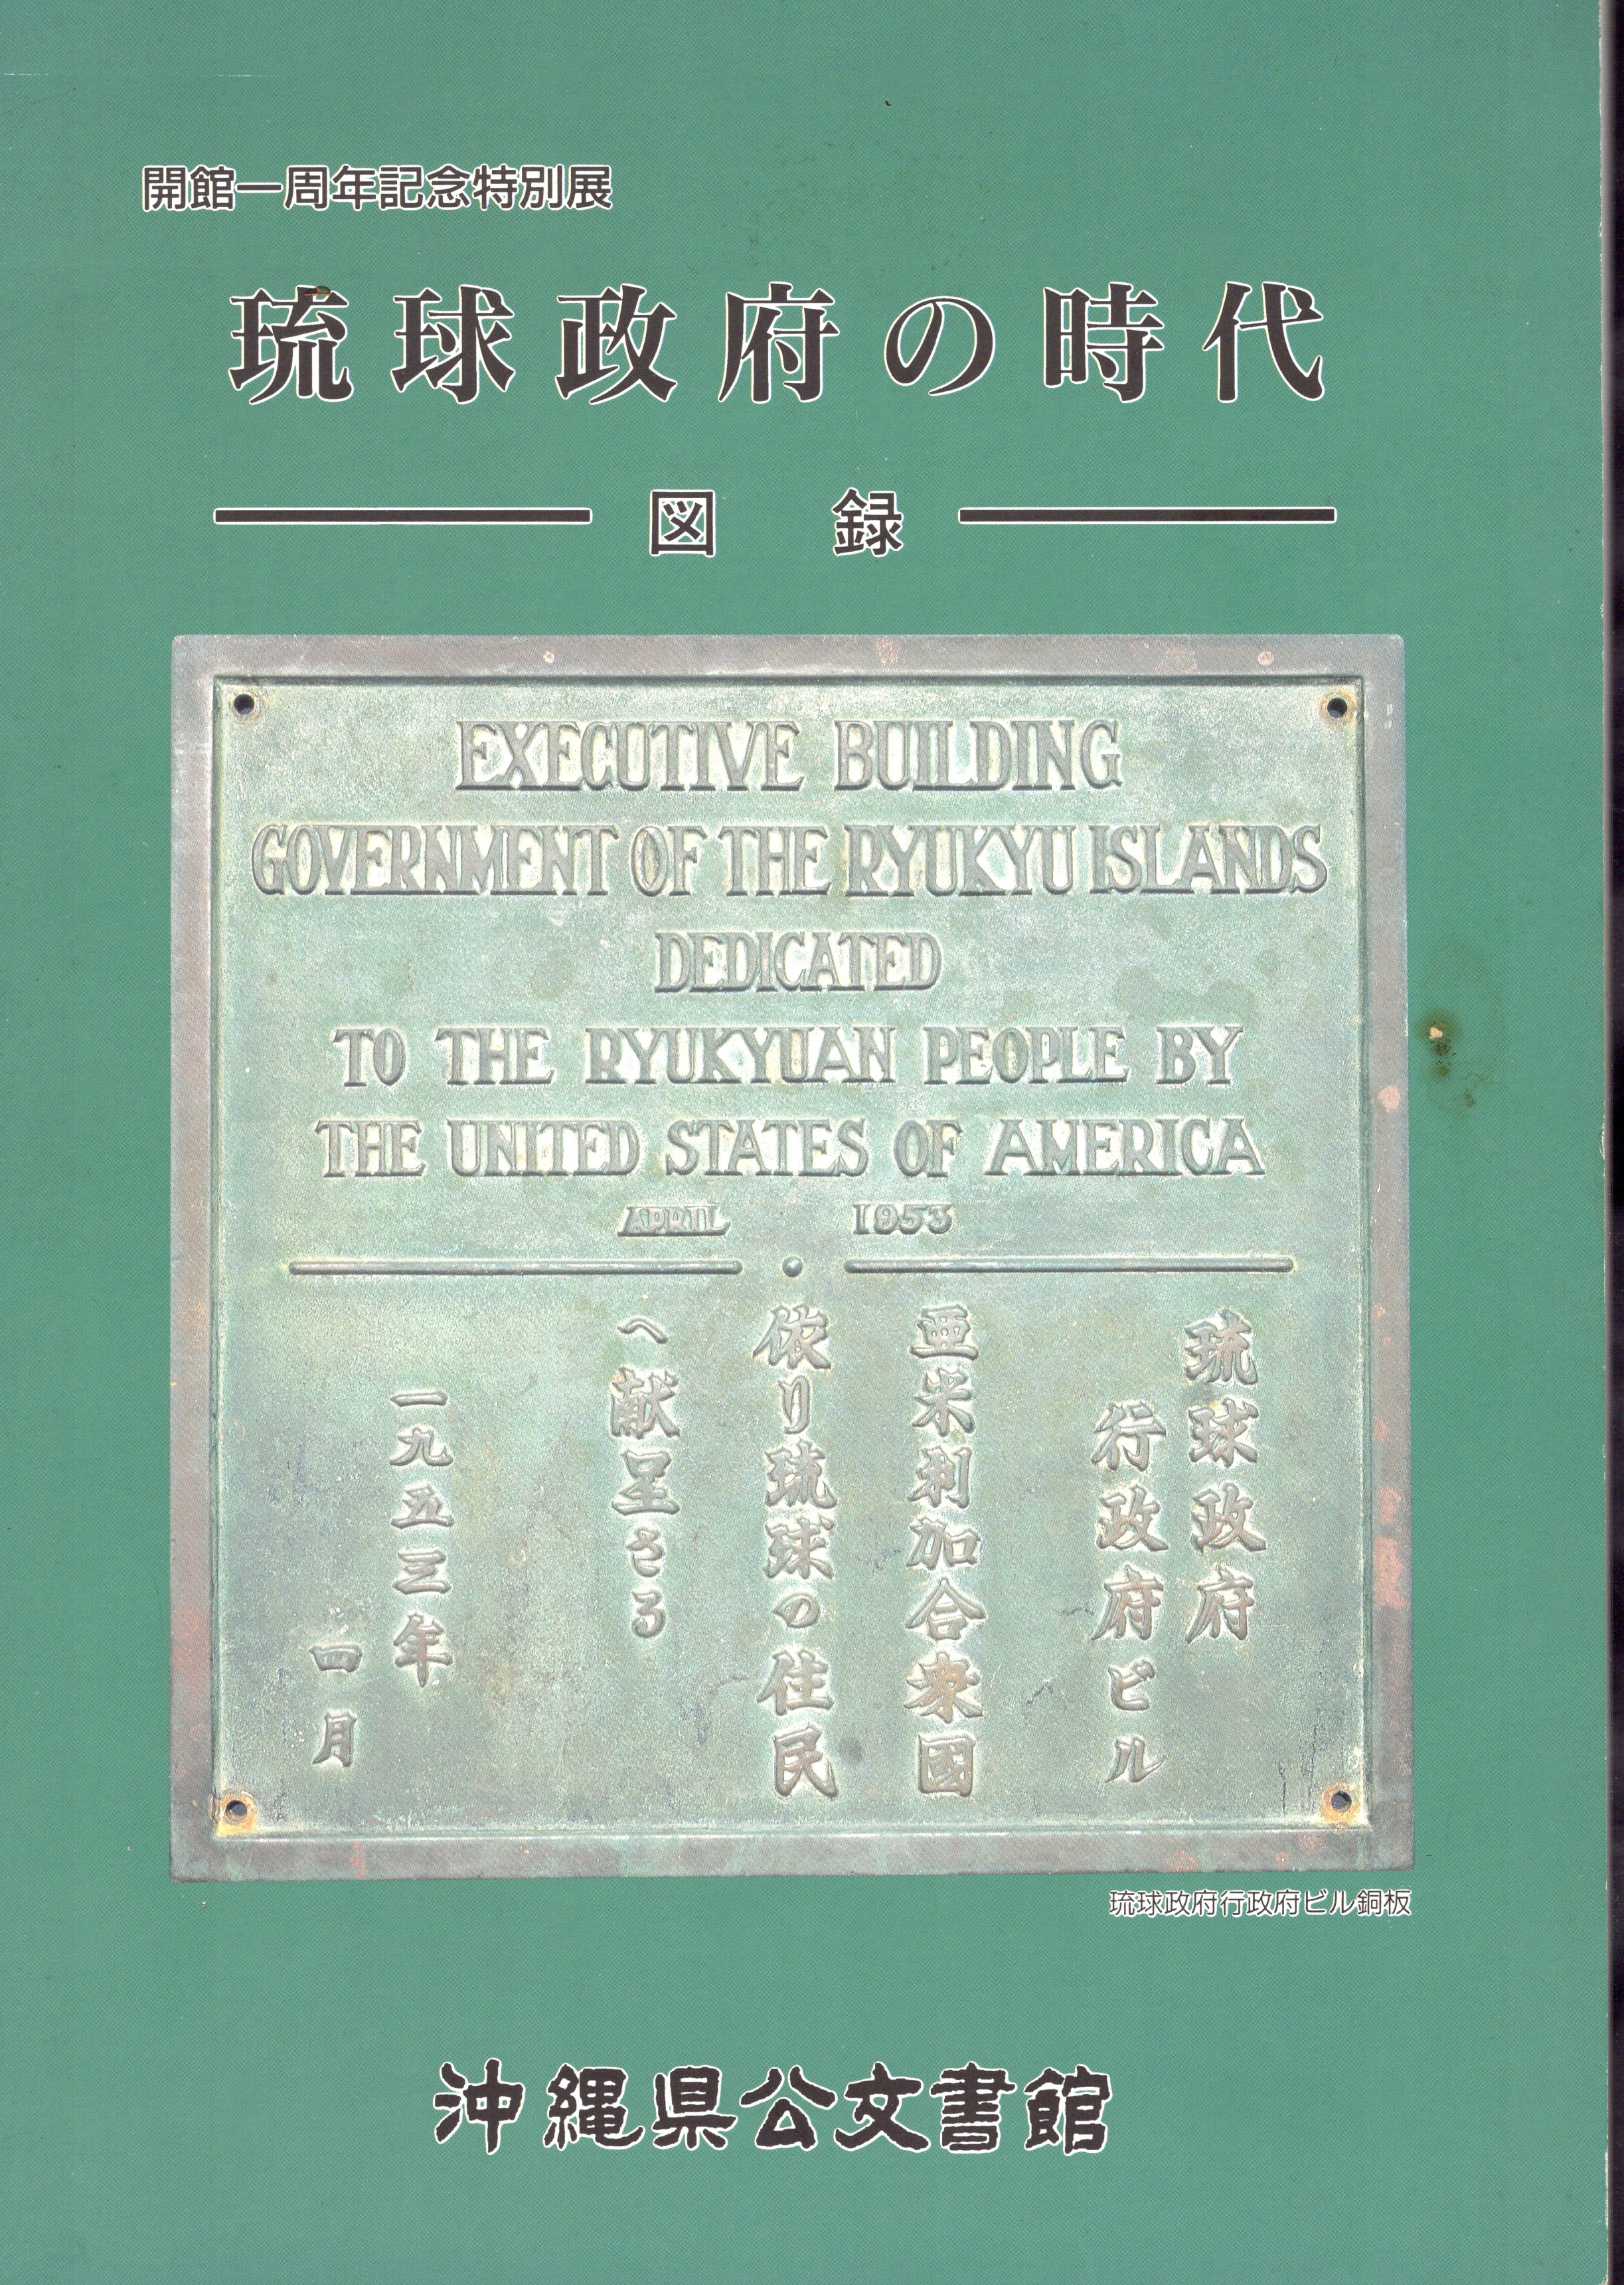 開館一周年記念特別展
琉球政府の時代
図録
EXECUTIVE BUILDING
GOVERNMENT OF THE RYUKYU ISLANDS
DEDICATED
TO THE RYUKYUAN PEOPLE BY
THE UNITED STATES OF AMERICA
APRIL 1953
琉球政府
行政府ビル
亜米利加合衆國
依り琉球の住民
へ献呈さる
一九五三年
四月
琉球政府行政府ビル銅板
沖縄県公文書館